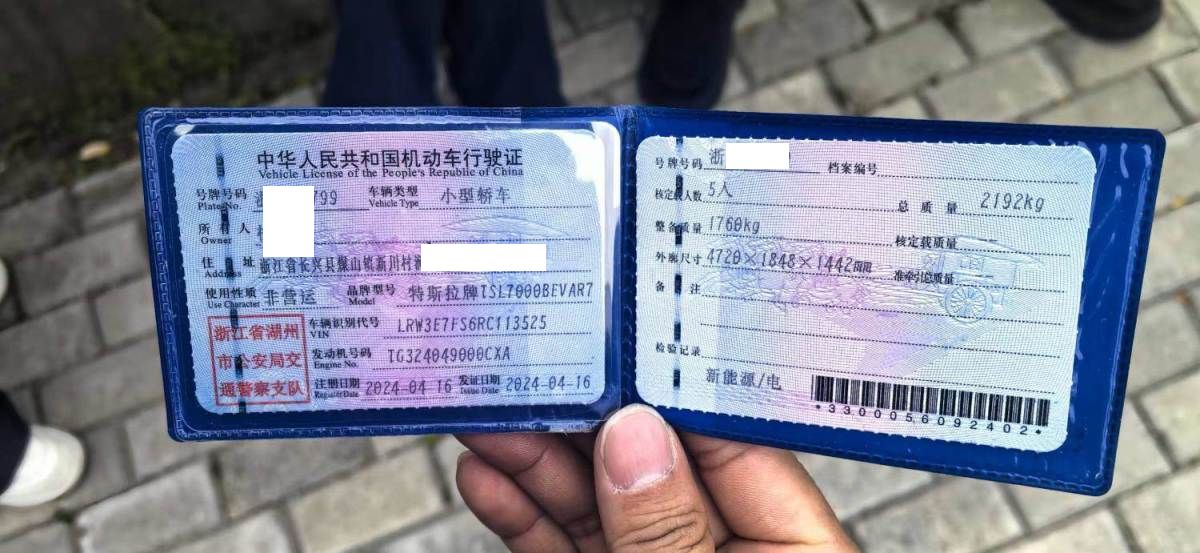 中华人民共和国机动车行驶证
Vehicle License of the People's Republic of China
号牌号码 799 车辆类型 小型轿车
Plate No. Vehicle Type
所有人
Owner
住址 浙江省长兴县煤山镇新川村
Address
使用性质 非营运 品牌型号 特斯拉牌TSL7000BEVAR7
Use Character Model
浙江省湖州
市公安局交
通警察支队
车辆识别代号 LRW3E7FS6RC113525
VIN
发动机号码 TG324049000CXA
Engine No.
注册日期 2024-04-16 发证日期 2024-04-16
Register Date Issue Date
号牌号码 浙 档案编号
核定载人数 5人 总质量 2192kg
整备质量 1760kg 核定载质量
外廓尺寸 4720×1848×1442mm 准牵引总质量
备注
检验记录
新能源/电
*3300056092402*